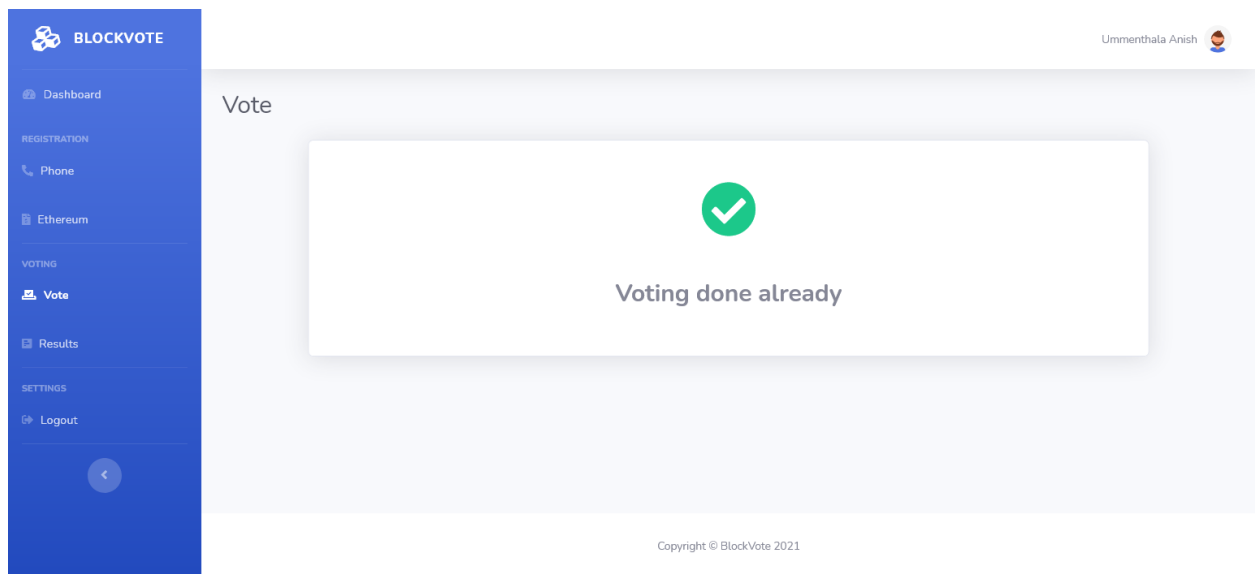 BLOCKVOTE
Ummenthala Anish
Dashboard
REGISTRATION
Phone
Ethereum
VOTING
Vote
Results
SETTINGS
Logout
Vote
Voting done already
Copyright © BlockVote 2021